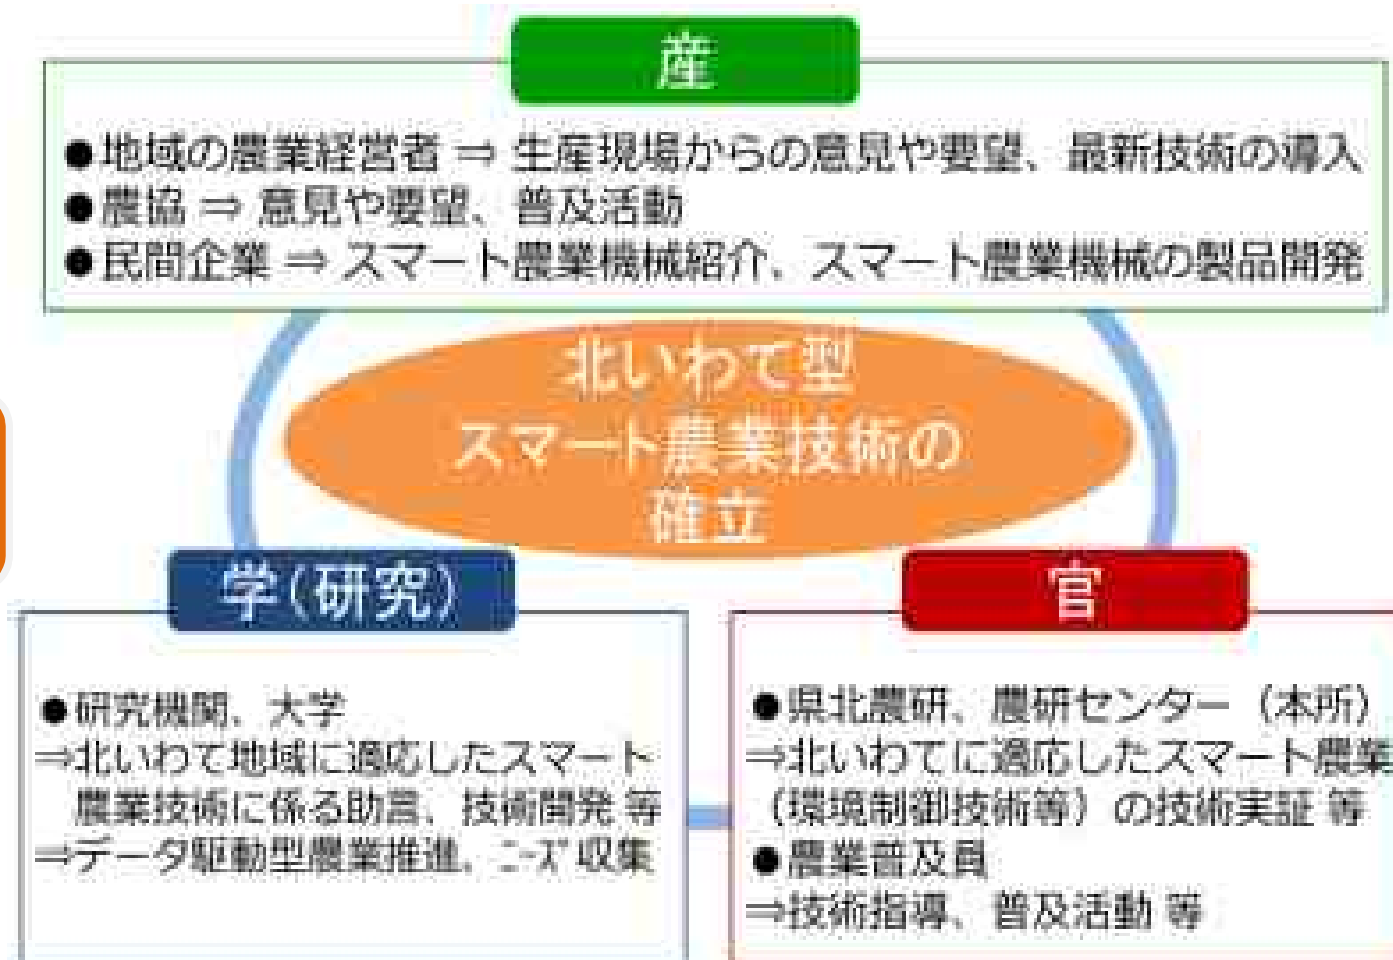 産
●地域の農業経営者 ⇒ 生産現場からの意見や要望、最新技術の導入
●農協 ⇒ 意見や要望、普及活動
●民間企業 ⇒ スマート農業機械紹介、スマート農業機械の製品開発
北いわて型
スマート農業技術の
確立
学(研究)
●研究機関、大学
⇒北いわて地域に適応したスマート
農業技術に係る助言、技術開発 等
⇒データ駆動型農業推進、ﾆｰｽﾞ収集
官
●県北農研、農研センター（本所）
⇒北いわてに適応したスマート農業
（環境制御技術等）の技術実証 等
●農業普及員
⇒技術指導、普及活動 等